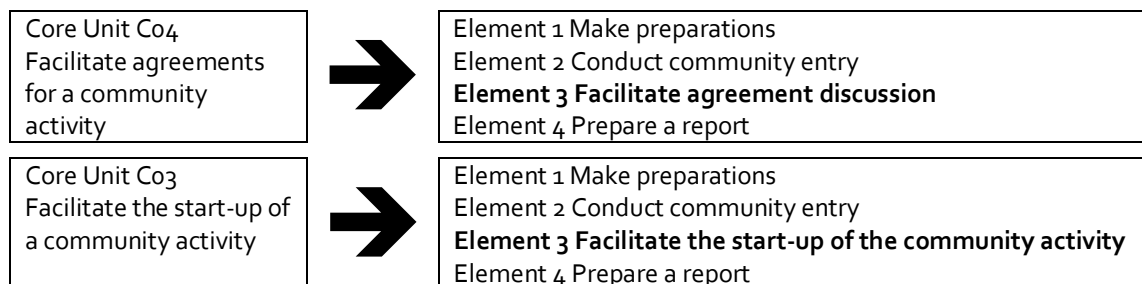 Core Unit C04
Facilitate agreements
for a community
activity
Element 1 Make preparations
Element 2 Conduct community entry
Element 3 Facilitate agreement discussion
Element 4 Prepare a report
Core Unit C03
Facilitate the start-up of
a community activity
Element 1 Make preparations
Element 2 Conduct community entry
Element 3 Facilitate the start-up of the community activity
Element 4 Prepare a report